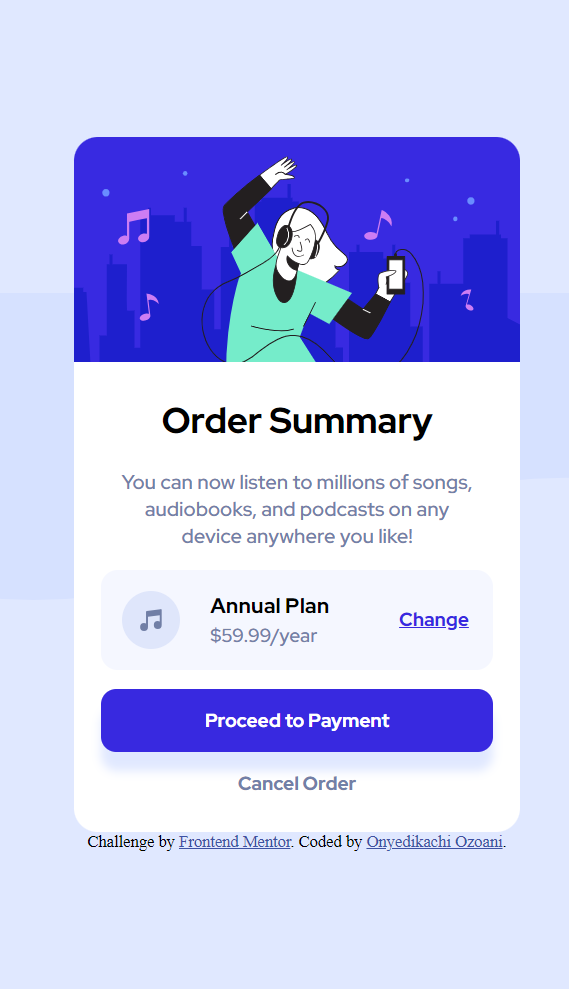 Order Summary
You can now listen to millions of songs,
audiobooks, and podcasts on any
device anywhere you like!
Annual Plan
$59.99/year
Change
Proceed to Payment
Cancel Order
Challenge by Frontend Mentor. Coded by Onyedikachi Ozoani.